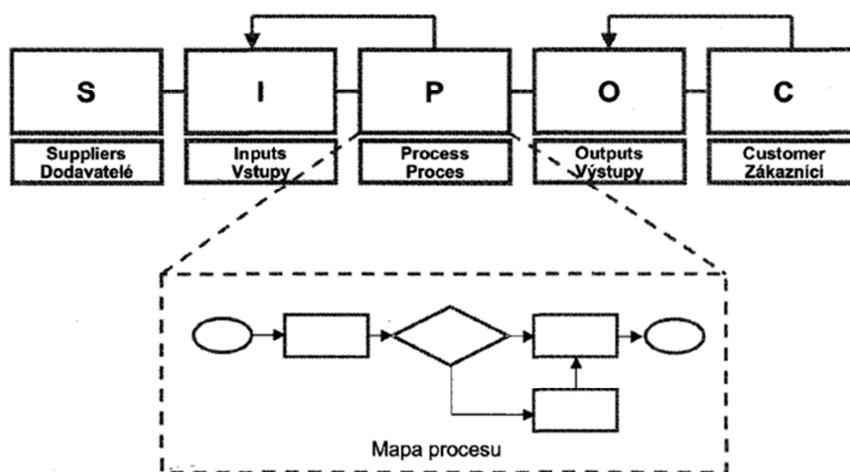 S I P O C
Suppliers Inputs Process Outputs Customer
Dodavatelé Vstupy Proces Výstupy Zákazníci
Mapa procesu